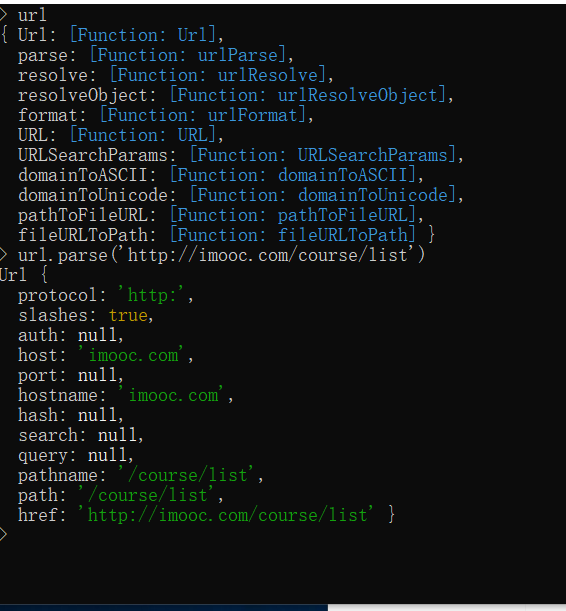 > url
{ Url: [Function: Url],
  parse: [Function: urlParse],
  resolve: [Function: urlResolve],
  resolveObject: [Function: urlResolveObject],
  format: [Function: urlFormat],
  URL: [Function: URL],
  URLSearchParams: [Function: URLSearchParams],
  domainToASCII: [Function: domainToASCII],
  domainToUnicode: [Function: domainToUnicode],
  pathToFileURL: [Function: pathToFileURL],
  fileURLToPath: [Function: fileURLToPath] }
> url.parse('http://imooc.com/course/list')
Url {
  protocol: 'http:',
  slashes: true,
  auth: null,
  host: 'imooc.com',
  port: null,
  hostname: 'imooc.com',
  hash: null,
  search: null,
  query: null,
  pathname: '/course/list',
  path: '/course/list',
  href: 'http://imooc.com/course/list' }
>